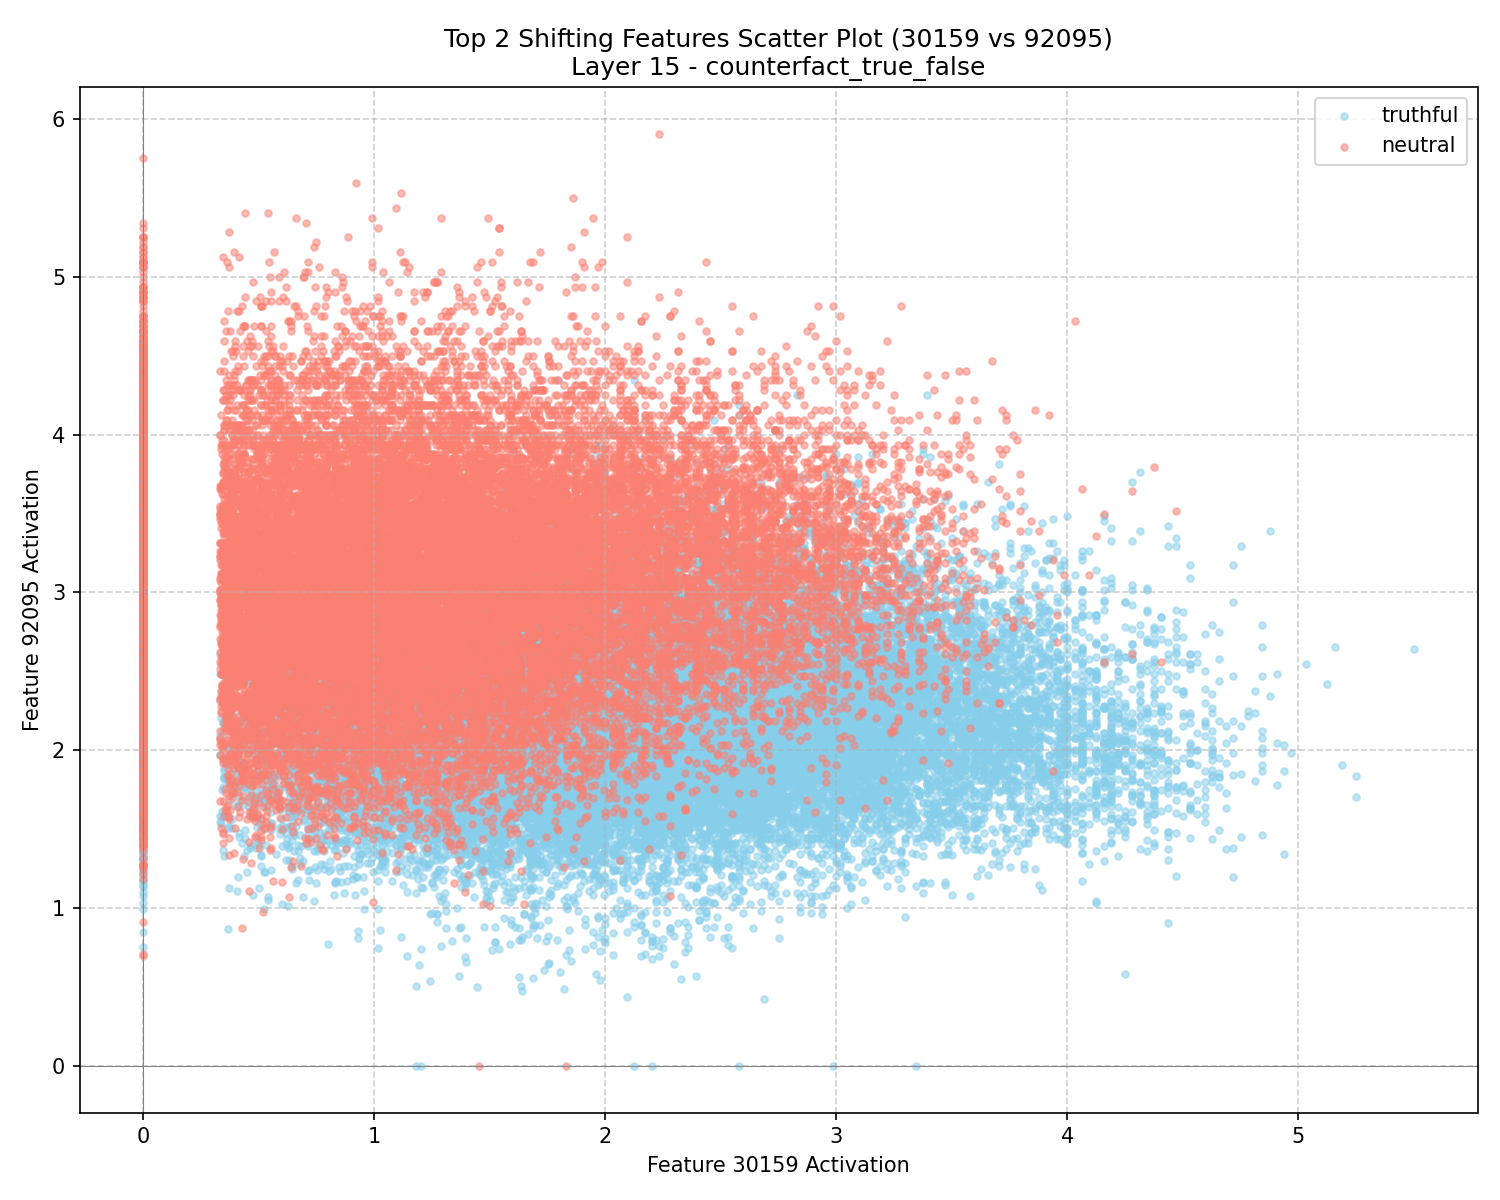 Top 2 Shifting Features Scatter Plot (30159 vs 92095)
Layer 15 - counterfact_true_false
truthful
neutral
6
5
4
3
2
1
0
Feature 92095 Activation
0 1 2 3 4 5
Feature 30159 Activation